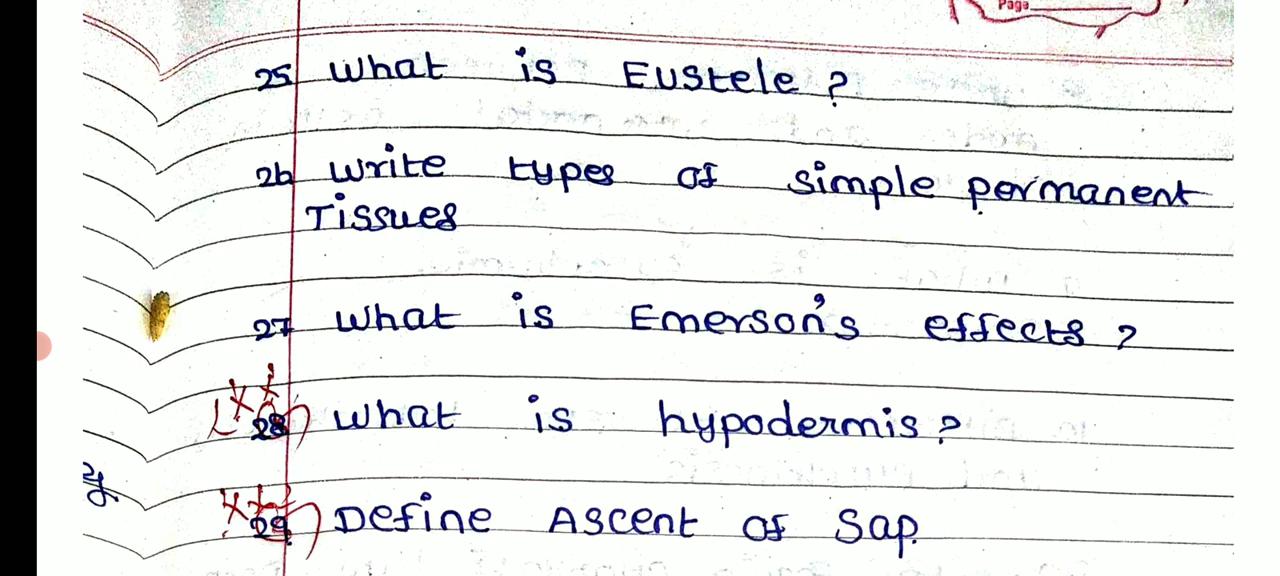 Page
25 What is Eustele ?
26 Write types of simple permanent
Tissues
27 What is Emerson's effects ?
28 What is hypodermis ?
29 Define Ascent of Sap.